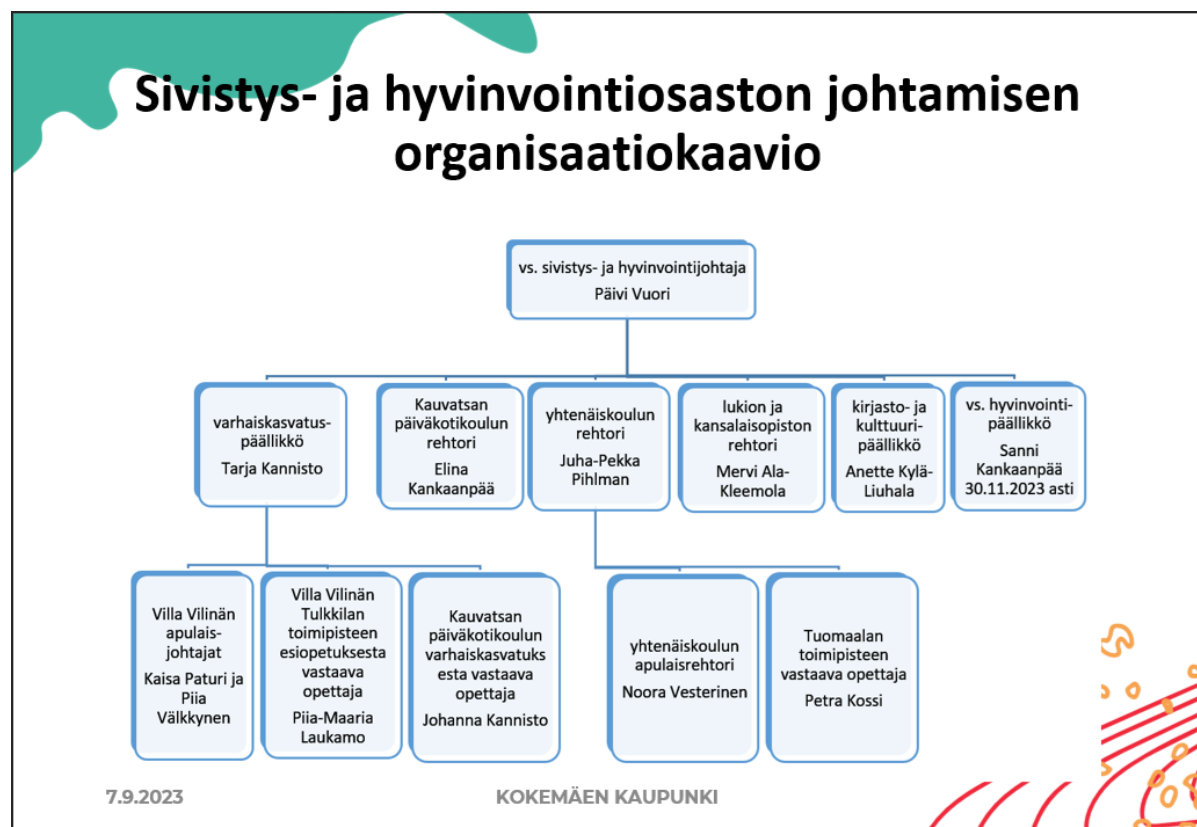 Sivistys- ja hyvinvointiosaston johtamisen
organisaatiokaavio
vs. sivistys- ja hyvinvointijohtaja
Päivi Vuori
varhaiskasvatus-
päällikkö
Tarja Kannisto
Kauvatsan
päiväkotikoulun
rehtori
Elina
Kankaanpää
yhtenäiskoulun
rehtori
Juha-Pekka
Pihlman
lukion ja
kansalaisopiston
rehtori
Mervi Ala-
Kleemola
kirjasto- ja
kulttuuri-
päällikkö
Anette Kylä-
Liuhala
vs. hyvinvointi-
päällikkö
Sanni
Kankaanpää
30.11.2023 asti
Villa Vilinän
apulais-
johtajat
Kaisa Paturi ja
Piia
Välkkynen
Villa Vilinän
Tulkkilan
toimipisteen
esiopetuksesta
vastaava
opettaja
Piia-Maaria
Laukamo
Kauvatsan
päiväkotikoulun
varhaiskasvatuks
esta vastaava
opettaja
Johanna Kannisto
yhtenäiskoulun
apulaisrehtori
Noora Vesterinen
Tuomaalan
toimipisteen
vastaava opettaja
Petra Kossi
7.9.2023
KOKEMÄEN KAUPUNKI